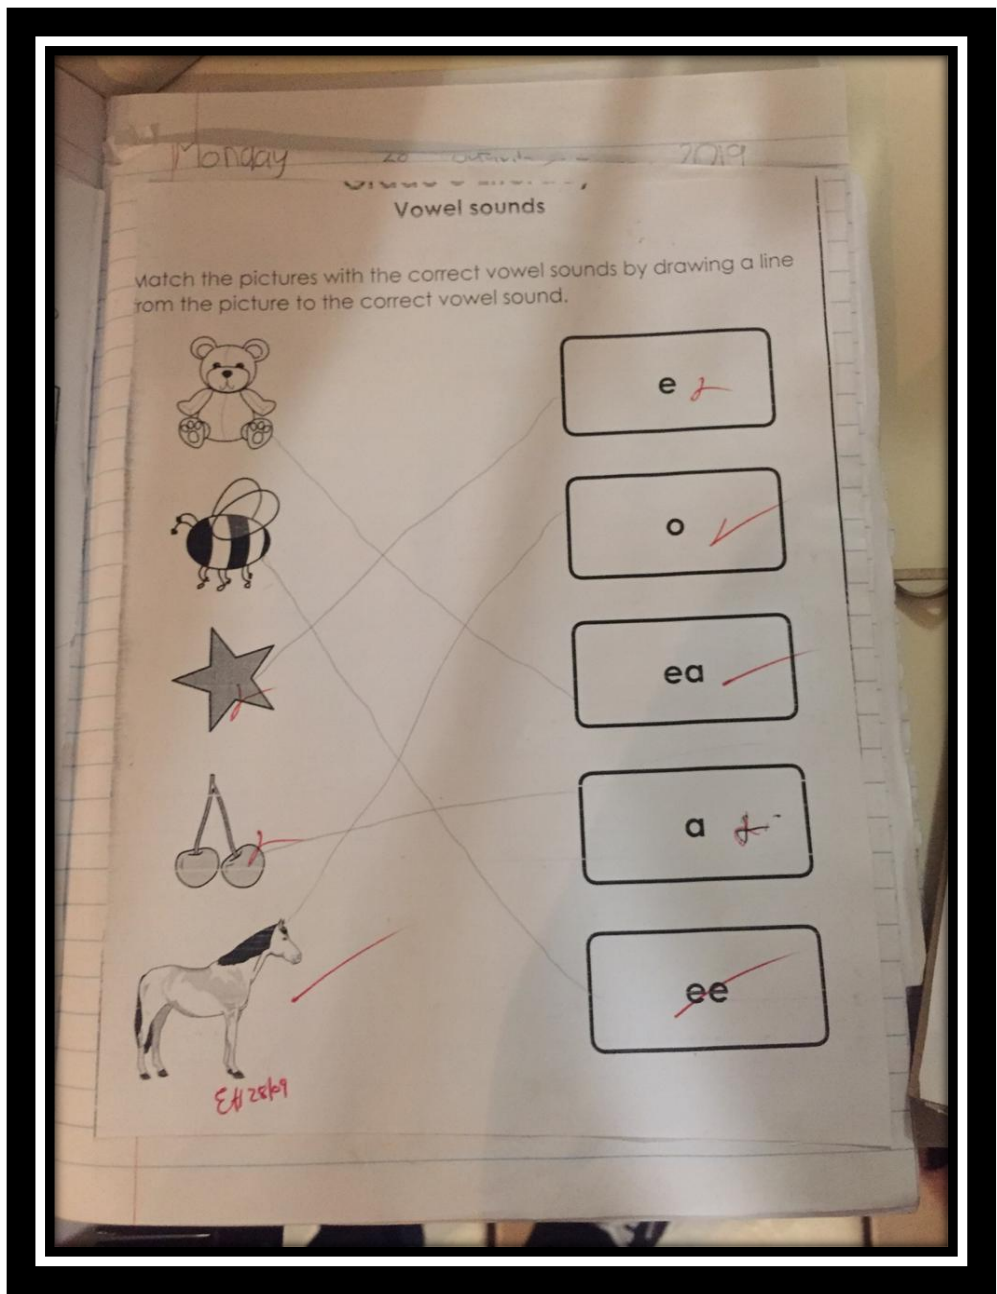 Monday 2019
Vowel sounds
Match the pictures with the correct vowel sounds by drawing a line
rom the picture to the correct vowel sound.
e
o
ea
a
ee